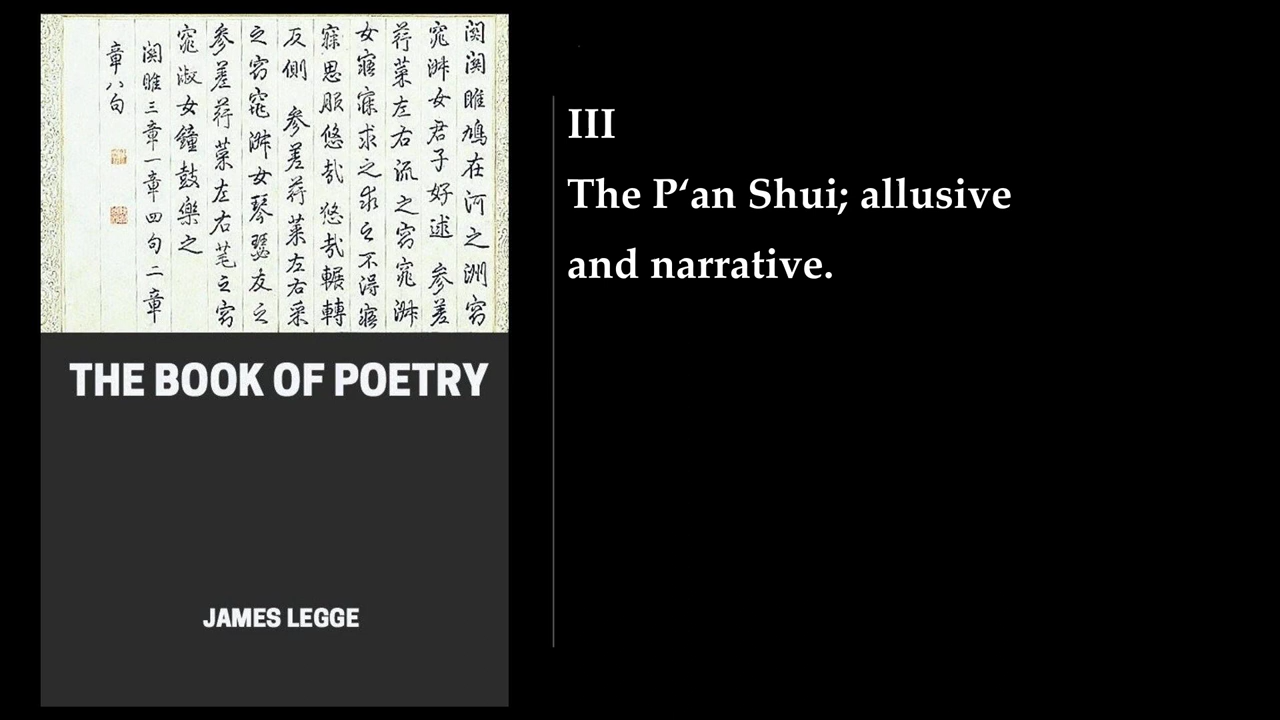 關關雎鳩在河之洲窈
窕淑女君子好逑 參差
荇菜左右流之窈窕淑
女寤寐求之求之不得寤
寐思服悠哉悠哉輾轉
反側 參差荇菜左右采
之窈窕淑女琴瑟友之
參差荇菜左右芼之窈
窕淑女鐘鼓樂之
關雎三章一章四句二章
章八句
THE BOOK OF POETRY
JAMES LEGGE
III
The P‘an Shui; allusive
and narrative.